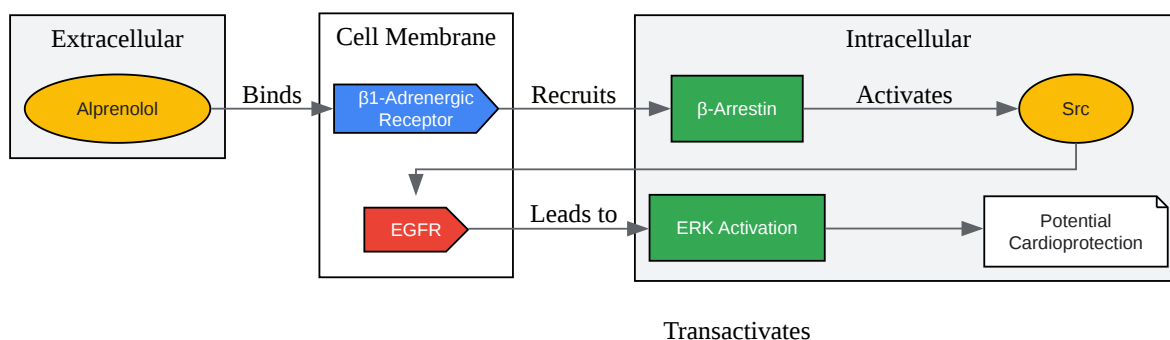 Extracellular
Cell Membrane
Intracellular
Alprenolol
Binds
β1-Adrenergic
Receptor
Recruits
β-Arrestin
Activates
Src
EGFR
Leads to
ERK Activation
Potential
Cardioprotection
Transactivates